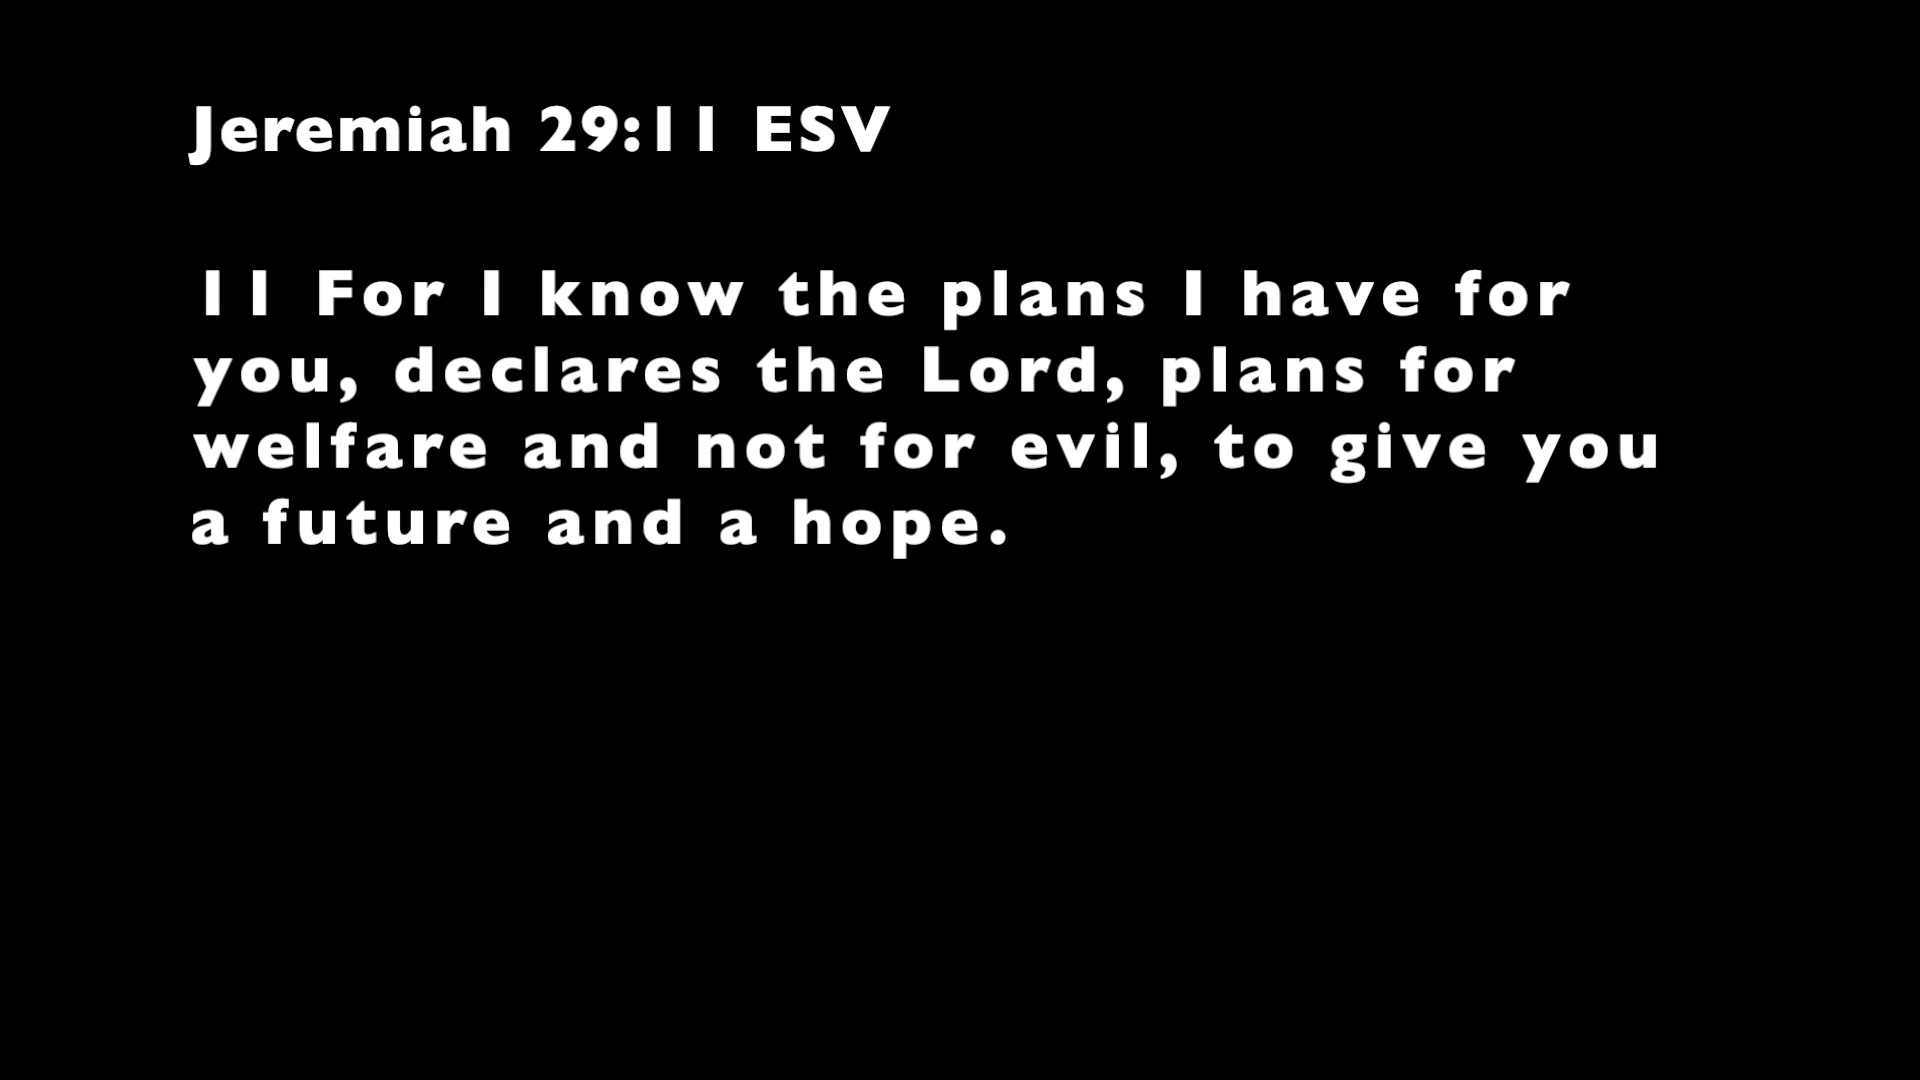 Jeremiah 29:11 ESV
11 For I know the plans I have for
you, declares the Lord, plans for
welfare and not for evil, to give you
a future and a hope.